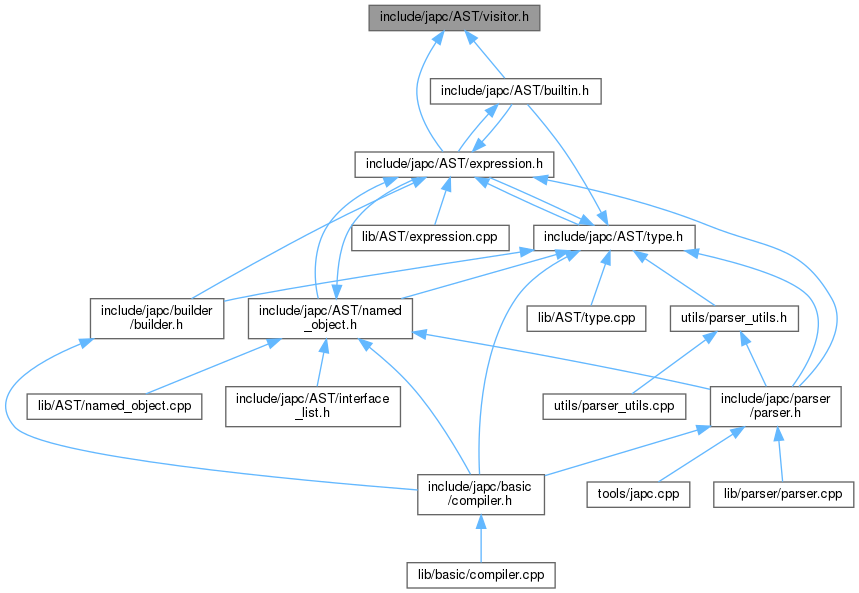 include/japc/AST/visitor.h
include/japc/AST/builtin.h
include/japc/AST/expression.h
lib/AST/expression.cpp
include/japc/AST/type.h
include/japc/builder
/builder.h
include/japc/AST/named
_object.h
lib/AST/type.cpp
utils/parser_utils.h
lib/AST/named_object.cpp
include/japc/AST/interface
_list.h
utils/parser_utils.cpp
include/japc/parser
/parser.h
include/japc/basic
/compiler.h
tools/japc.cpp
lib/parser/parser.cpp
lib/basic/compiler.cpp